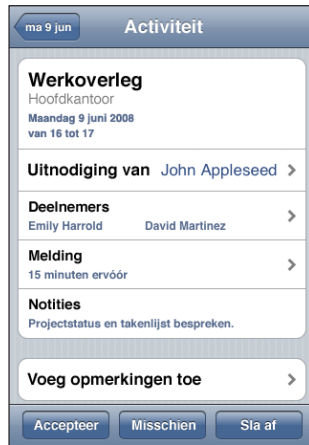 ma 9 jun Activiteit
Werkoverleg
Hoofdkantoor
Maandag 9 juni 2008
van 16 tot 17
Uitnodiging van John Appleseed
Deelnemers
Emily Harrold David Martinez
Melding
15 minuten ervóór
Notities
Projectstatus en takenlijst bespreken.
Voeg opmerkingen toe
Accepteer Misschien Sla af